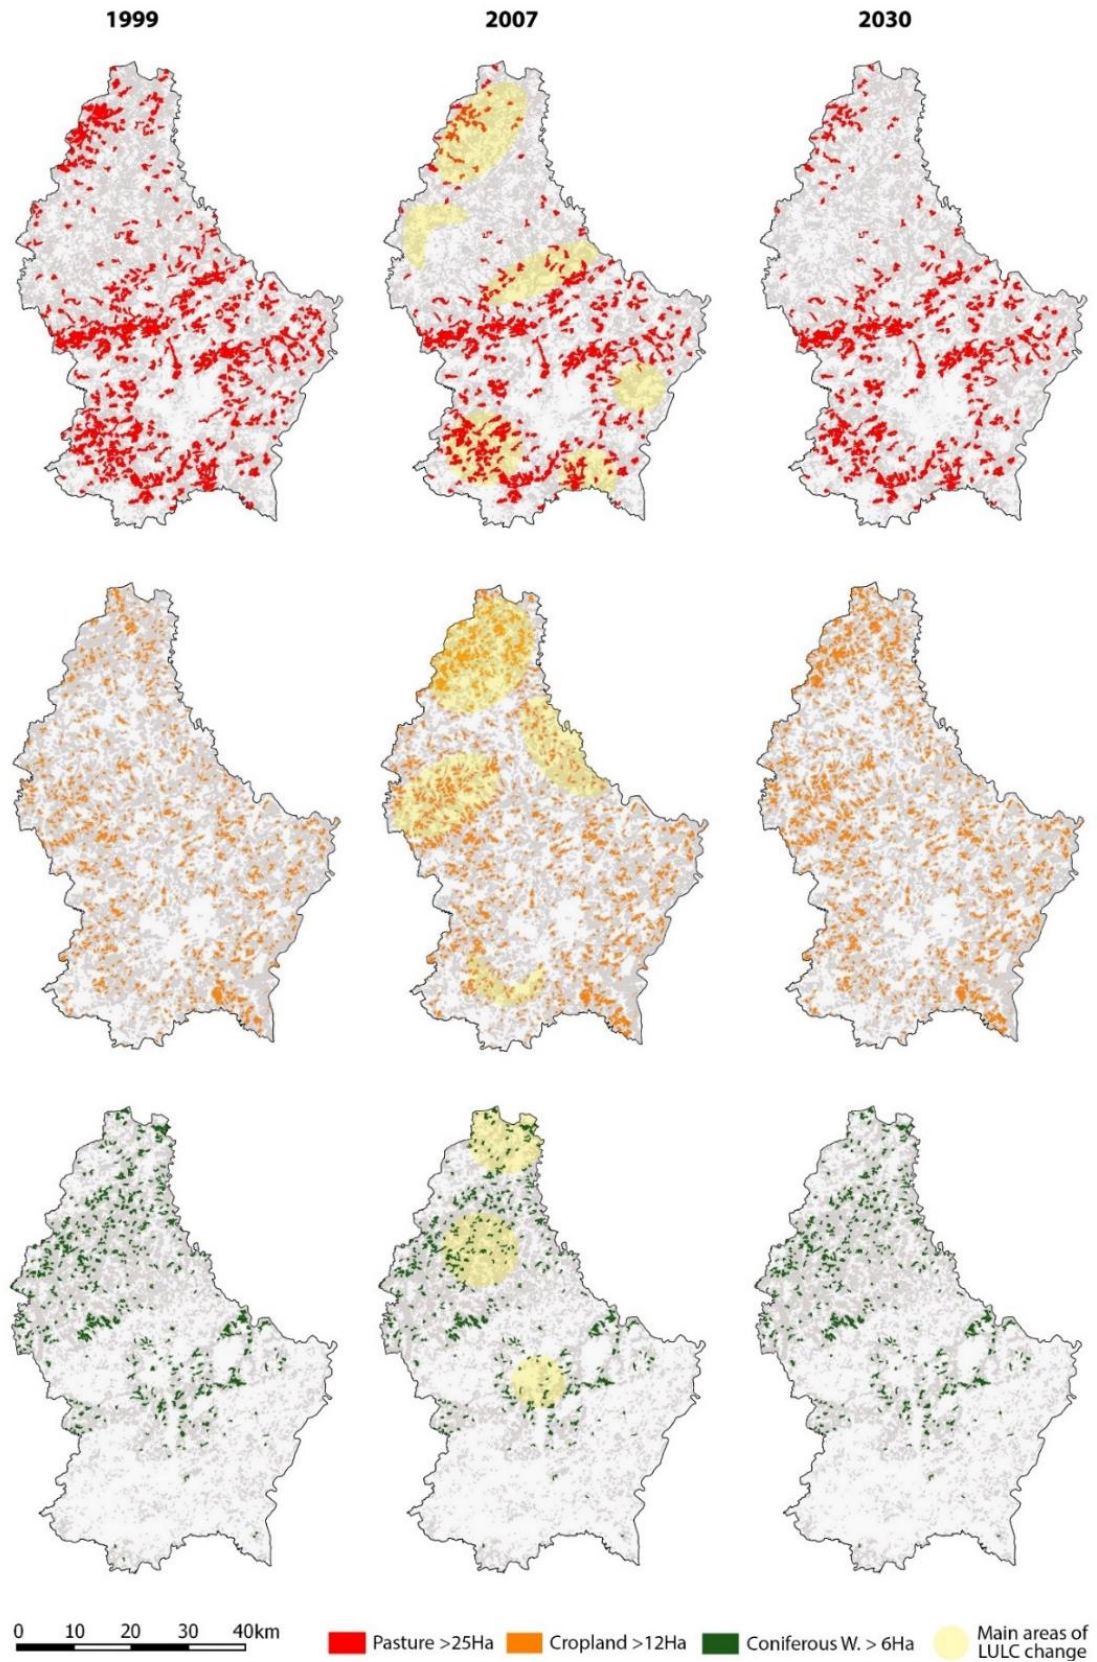 1999 2007 2030
0 10 20 30 40km
Pasture >25Ha Cropland >12Ha Coniferous W. > 6Ha Main areas of
LULC change